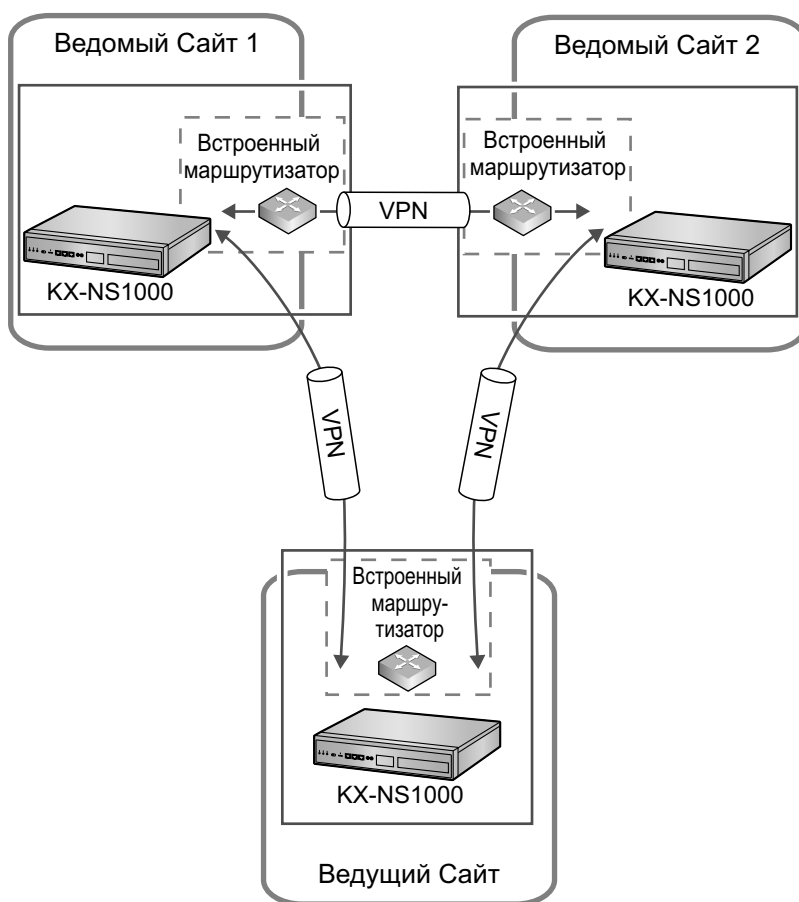 Ведомый Сайт 1
Ведомый Сайт 2
Встроенный
маршрутизатор
Встроенный
маршрутизатор
VPN
KX-NS1000
KX-NS1000
VPN
VPN
Встроенный
маршру-
тизатор
KX-NS1000
Ведущий Сайт